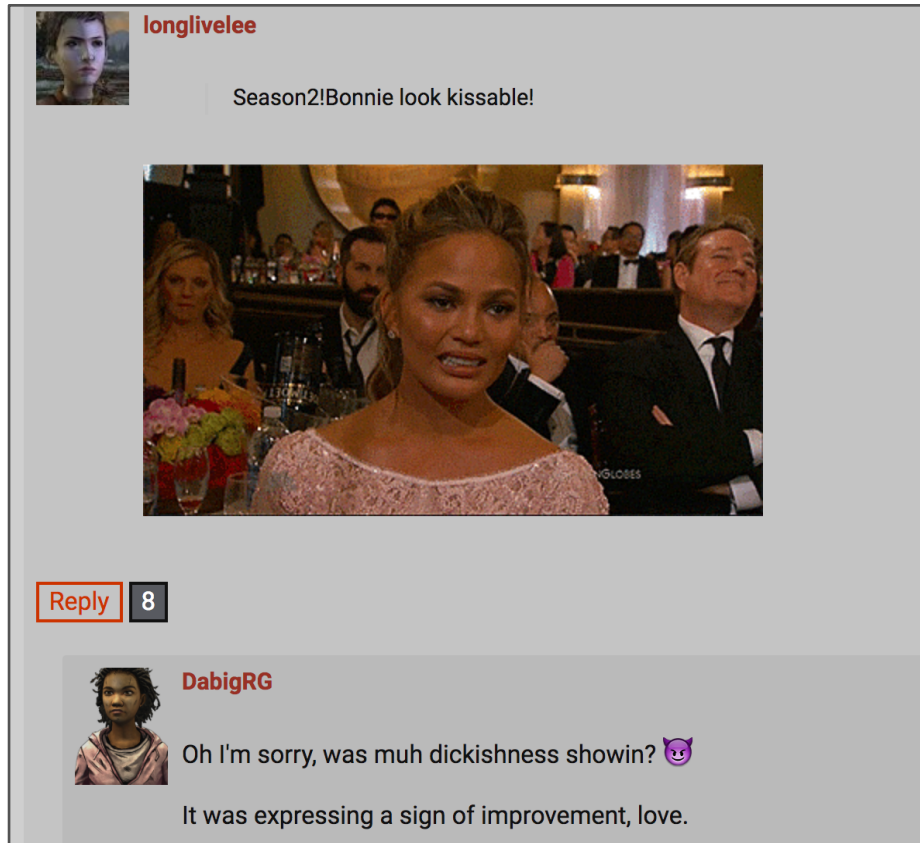 longlivelee
Season2!Bonnie look kissable!
NGLOBES
Reply 8
DabigRG
Oh I'm sorry, was muh dickishness showin? 😈
It was expressing a sign of improvement, love.